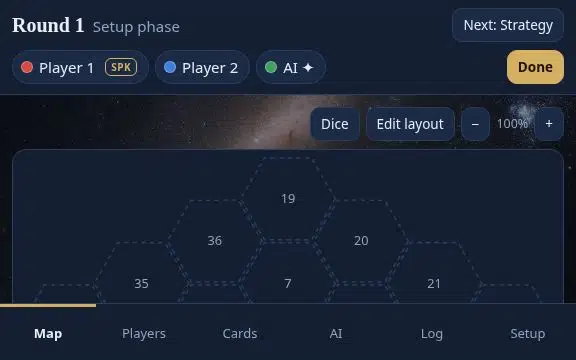 Round 1 Setup phase Next: Strategy
Player 1 SPK Player 2 AI ✦ Done
Dice Edit layout − 100% +
19
36 20
35 7 21
Map Players Cards AI Log Setup